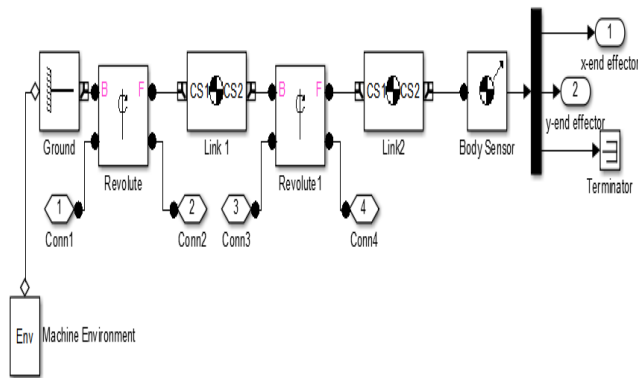 1
x-end effector
B
F
CS1
CS2
B
F
CS1
CS2
2
y-end effector
Ground
Revolute
Link 1
Revolute1
Link2
Body Sensor
Terminator
1
2
3
4
Conn1
Conn2
Conn3
Conn4
Env
Machine Environment